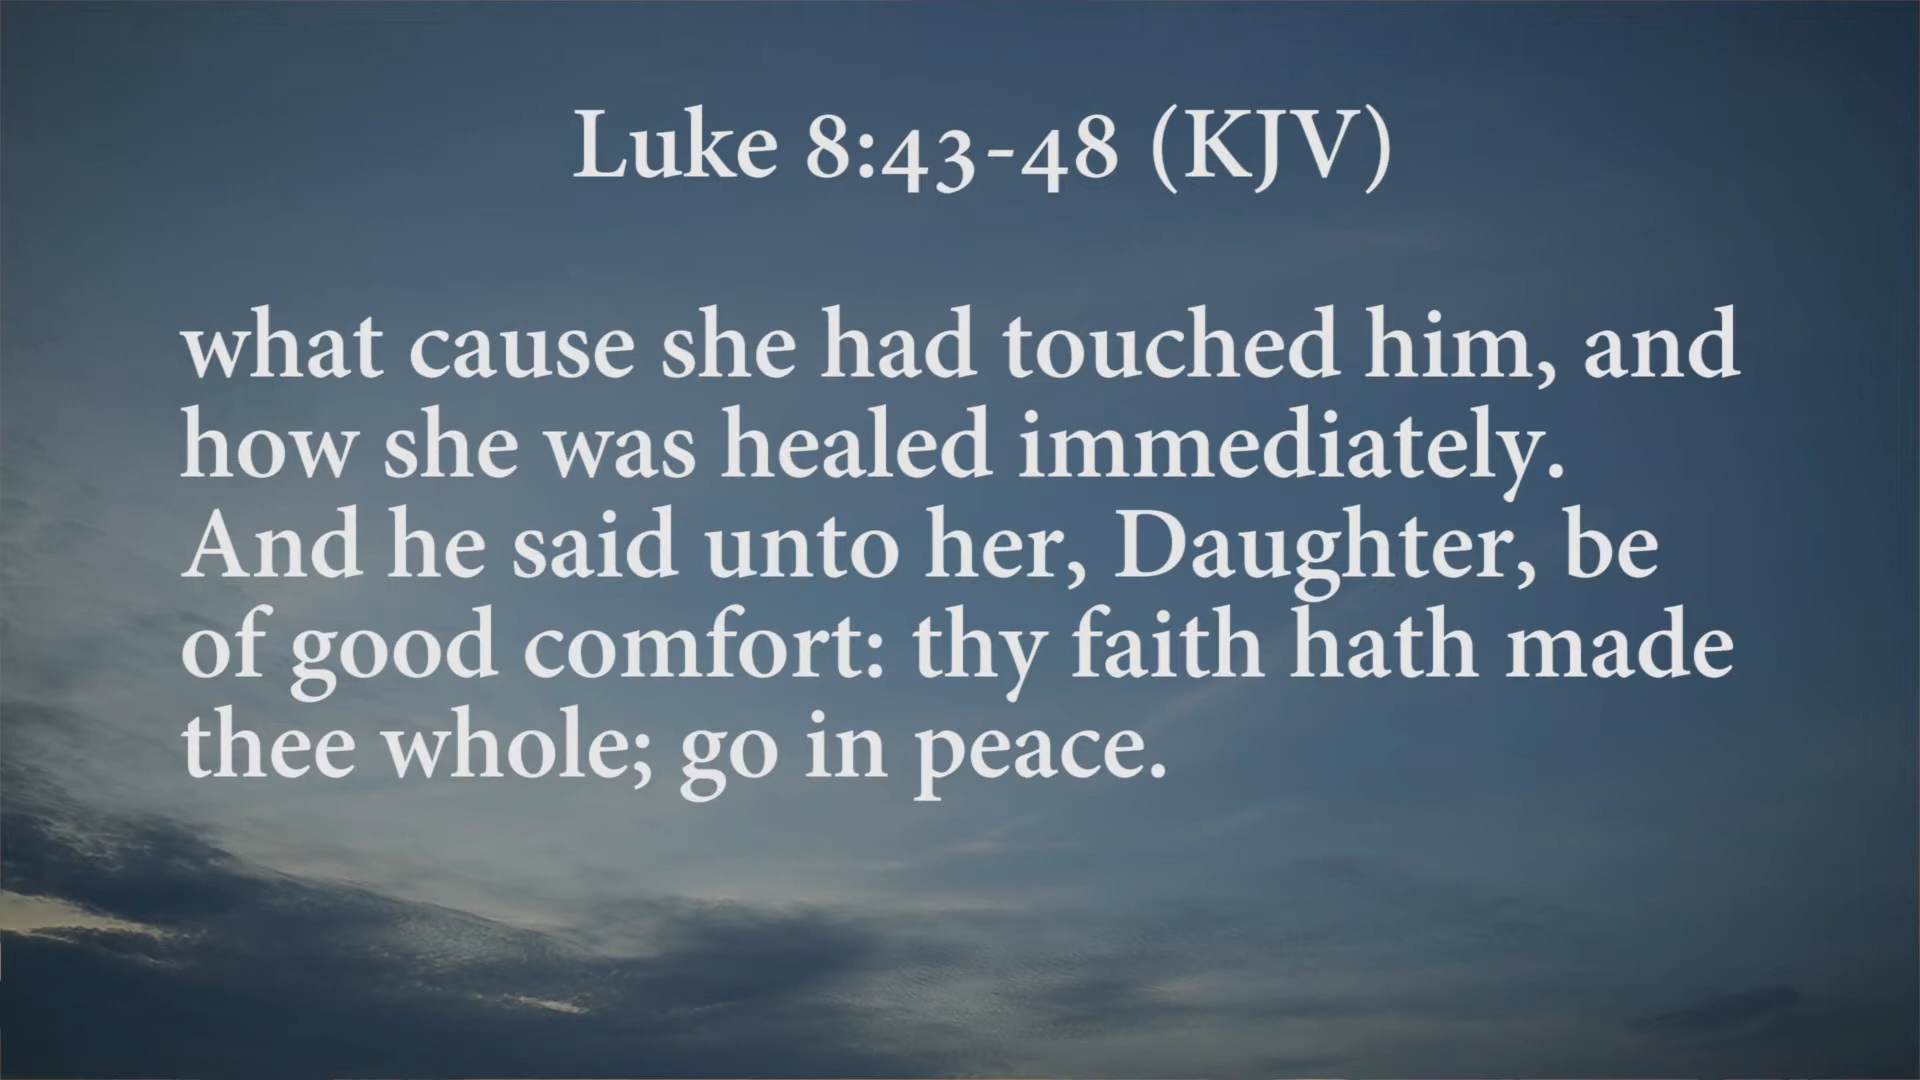 Luke 8:43-48 (KJV)
what cause she had touched him, and
how she was healed immediately.
And he said unto her, Daughter, be
of good comfort: thy faith hath made
thee whole; go in peace.